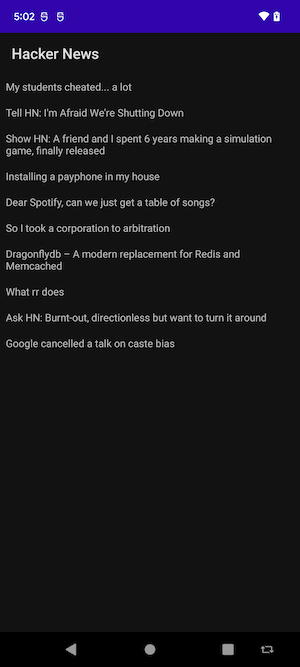 5:02
Hacker News
My students cheated... a lot
Tell HN: I'm Afraid We're Shutting Down
Show HN: A friend and I spent 6 years making a simulation
game, finally released
Installing a payphone in my house
Dear Spotify, can we just get a table of songs?
So I took a corporation to arbitration
Dragonflydb – A modern replacement for Redis and
Memcached
What rr does
Ask HN: Burnt-out, directionless but want to turn it around
Google cancelled a talk on caste bias